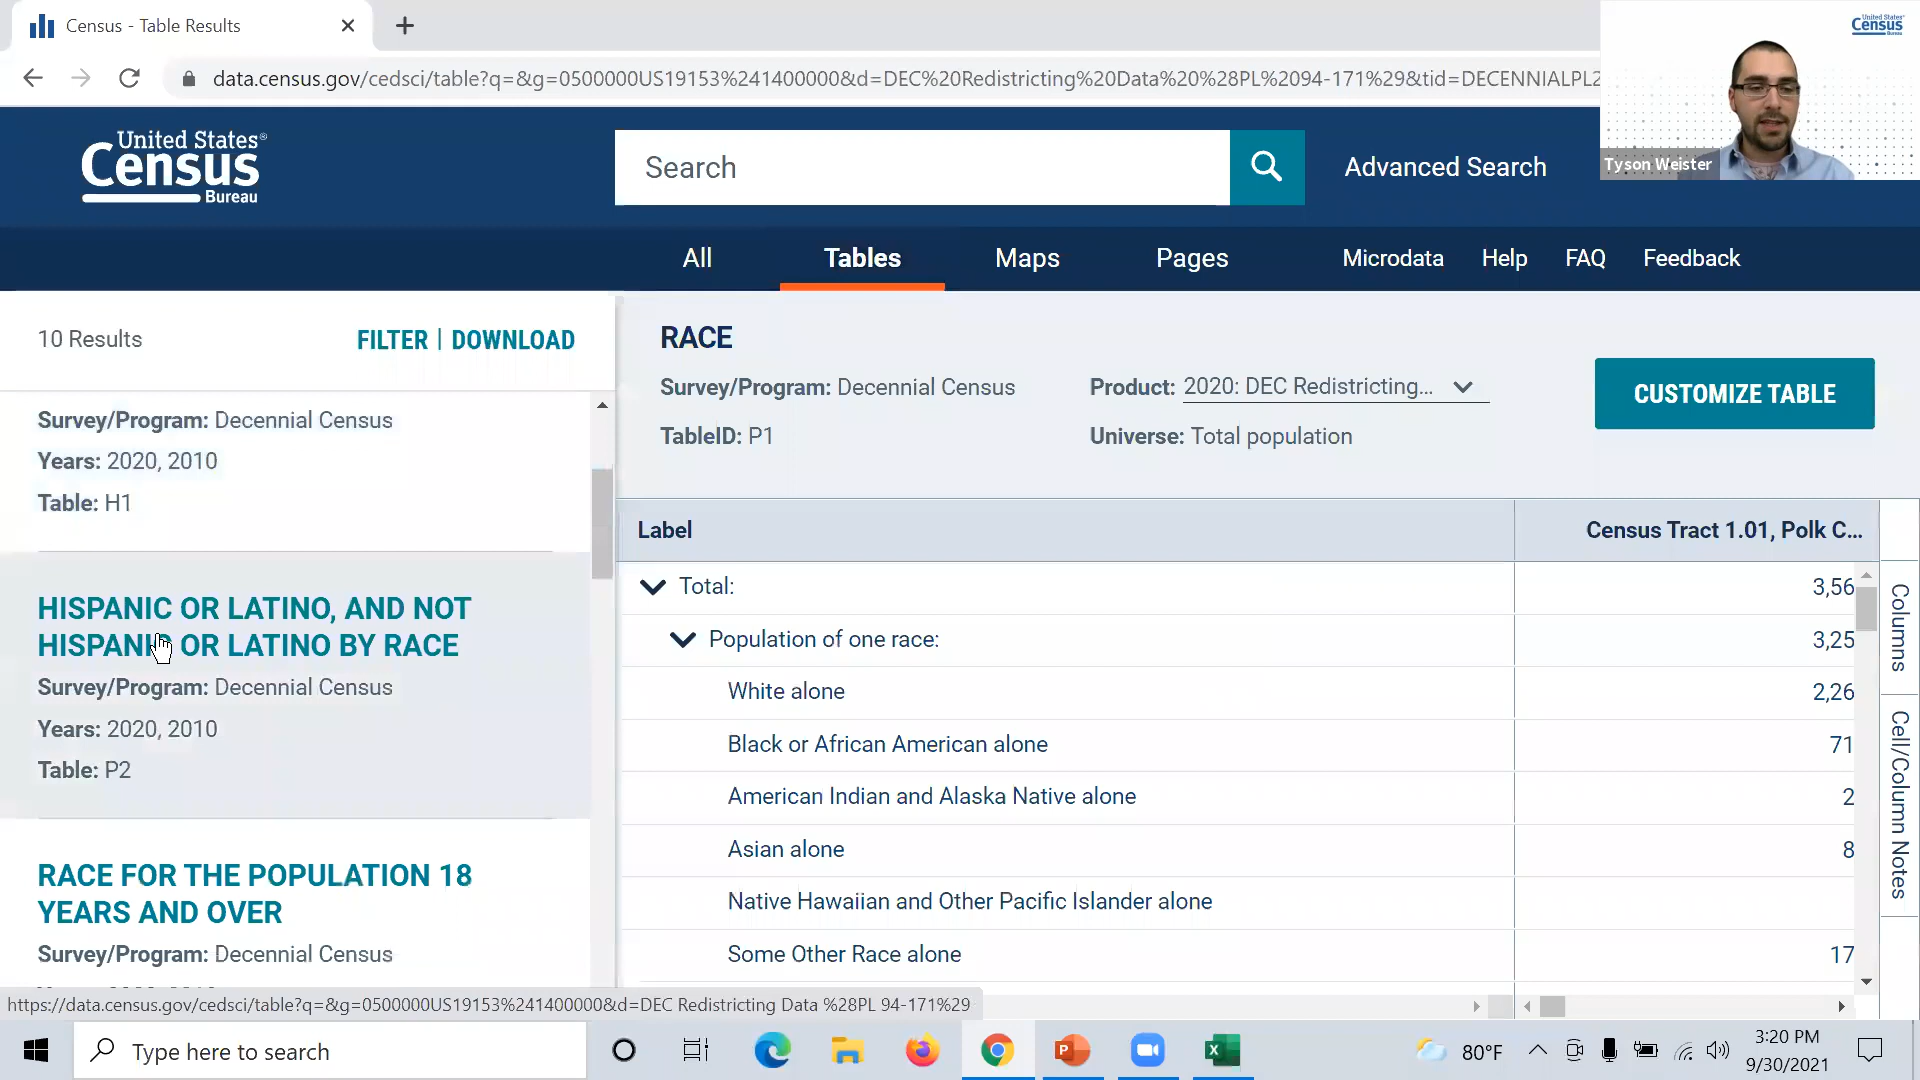 Census - Table Results
data.census.gov/cedsci/table?q=&g=0500000US19153%241400000&d=DEC%20Redistricting%20Data%20%28PL%2094-171%29&tid=DECENNIALPL2
United States
Census
Bureau
Tyson Weister
United States®
Census
Bureau
Search
Advanced Search
All
Tables
Maps
Pages
Microdata
Help
FAQ
Feedback
10 Results
FILTER | DOWNLOAD
Survey/Program: Decennial Census
Years: 2020, 2010
Table: H1
HISPANIC OR LATINO, AND NOT
HISPANIC OR LATINO BY RACE
Survey/Program: Decennial Census
Years: 2020, 2010
Table: P2
RACE FOR THE POPULATION 18
YEARS AND OVER
Survey/Program: Decennial Census
RACE
Survey/Program: Decennial Census
Product: 2020: DEC Redistricting...
TableID: P1
Universe: Total population
CUSTOMIZE TABLE
Label
Census Tract 1.01, Polk C...
Total:
3,56
Population of one race:
3,25
White alone
2,26
Black or African American alone
71
American Indian and Alaska Native alone
2
Asian alone
8
Native Hawaiian and Other Pacific Islander alone
Some Other Race alone
17
Columns
Cell/Column Notes
https://data.census.gov/cedsci/table?q=&g=0500000US19153%241400000&d=DEC Redistricting Data %28PL 94-171%29
Type here to search
80°F
3:20 PM
9/30/2021